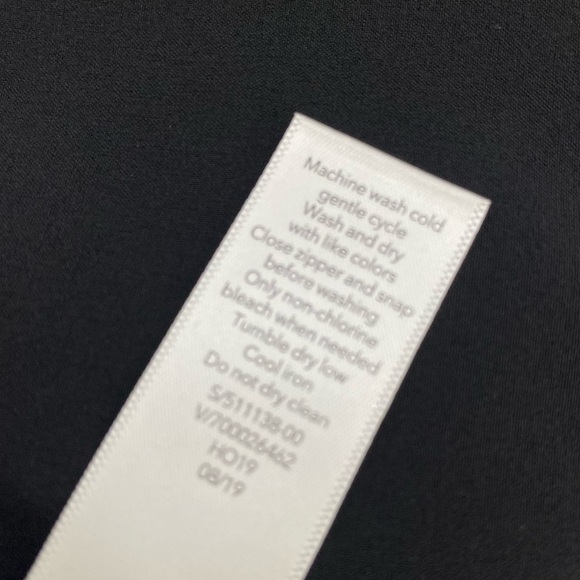 Machine wash cold
gentle cycle
Wash and dry
with like colors
Close zipper and snap
before washing
Only non-chlorine
bleach when needed
Tumble dry low
Cool iron
Do not dry clean
S/511138-00
V/700026462
HO19
08/19